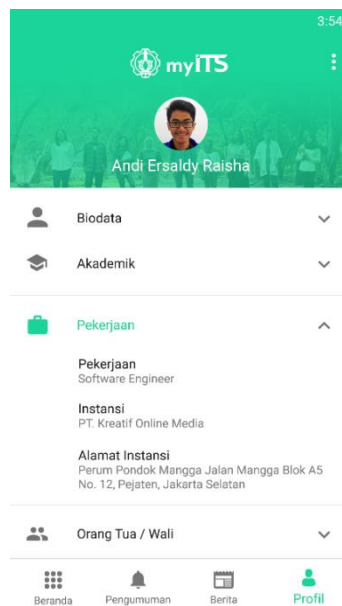 3:54
myITS
Andi Ersaldy Raisha
Biodata
Akademik
Pekerjaan
Pekerjaan
Software Engineer
Instansi
PT. Kreatif Online Media
Alamat Instansi
Perum Pondok Mangga Jalan Mangga Blok A5
No. 12, Pejaten, Jakarta Selatan
Orang Tua / Wali
Beranda
Pengumuman
Berita
Profil